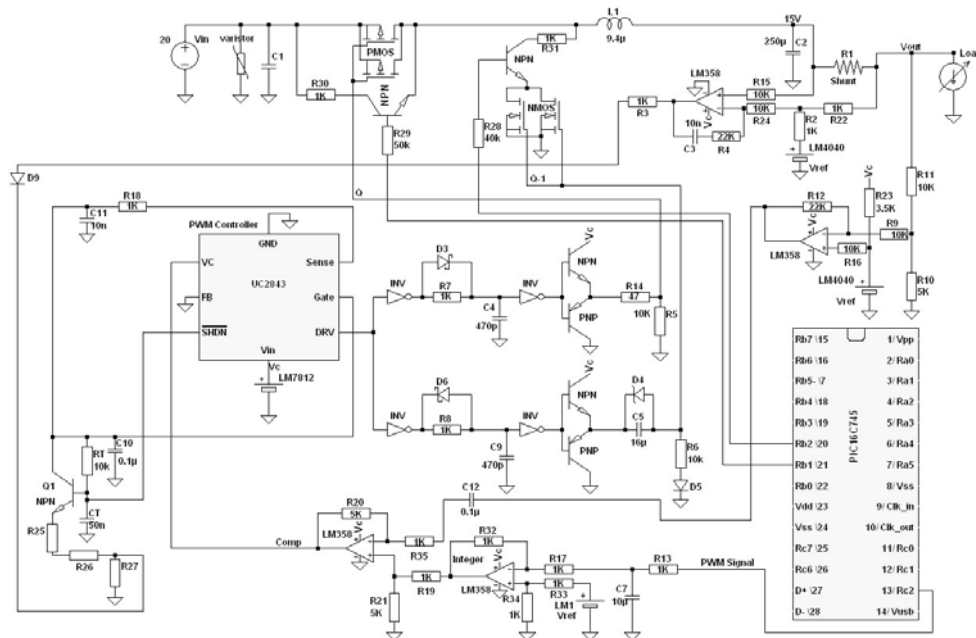 20
Vin
varistor
C1
PMOS
NPN
R30
1K
R29
50k
NPN
1K
R31
L1
9.4µ
15V
250µ
C2
R1
Shunt
Vout
Loa
R28
40k
NMOS
Q-1
Q
R3
1K
LM358
Vc
10n
C3
22K
R4
R15
10K
10K
R24
R2
1K
1K
R22
LM4040
Vref
R11
10K
Vc
R23
3.5K
R12
22K
Vc
LM358
R9
10K
10K
R16
LM4040
Vref
R10
5K
D9
R18
1K
C11
10n
PWM Controller
GND
VC
Sense
UC2843
FB
Gate
SHDN
DRV
Vin
Vc
LM7812
INV
D3
R7
1K
C4
470p
INV
Vc
NPN
PNP
R14
47
10K
R5
INV
D6
R8
1K
C9
470p
INV
Vc
NPN
PNP
D4
C5
16µ
R6
10k
D5
C10
0.1µ
RT
10k
Q1
NPN
CT
50n
R25
R26
R27
C12
0.1µ
R20
5K
Vc
LM358
Comp
1K
R35
R21
5K
1K
R19
Integer
R32
1K
Vc
LM358
R34
1K
R17
1K
1K
R33
LM1
Vref
C7
10µ
R13
1K
PWM Signal
PIC16C745
Rb7 \15
1/ Vpp
Rb6 \16
2/ Ra0
Rb5- \7
3/ Ra1
Rb4 \18
4/ Ra2
Rb3 \19
5/ Ra3
Rb2 \20
6/ Ra4
Rb1 \21
7/ Ra5
Rb0 \22
8/ Vss
Vdd \23
9/ Clk_in
Vss \24
10/ Clk_out
Rc7 \25
11/ Rc0
Rc6 \26
12/ Rc1
D+ \27
13/ Rc2
D- \28
14/ Vusb